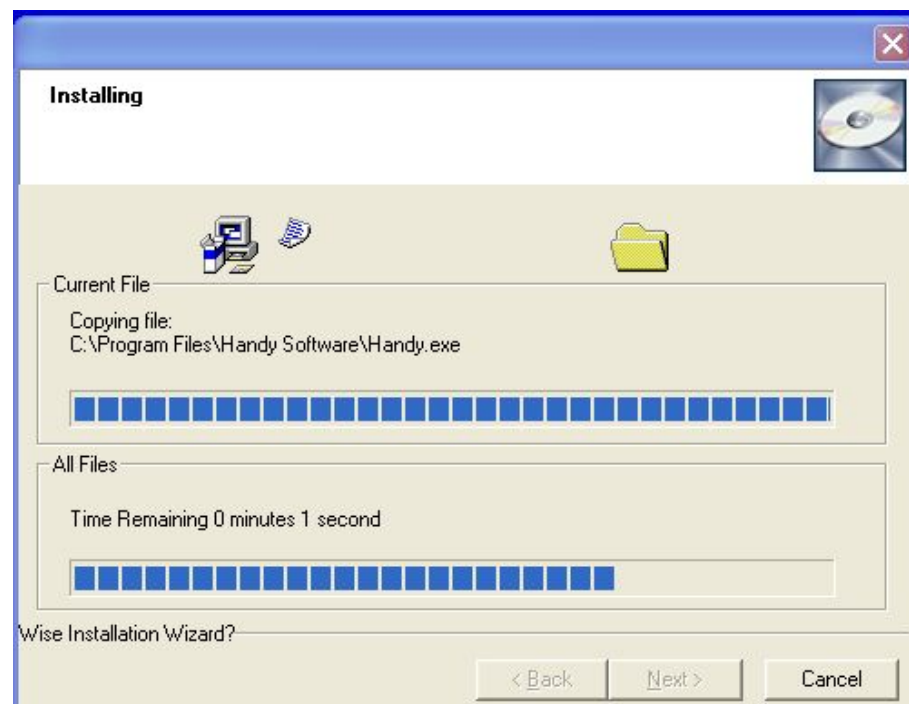 Installing
Current File
Copying file:
C:\Program Files\Handy Software\Handy.exe
All Files
Time Remaining 0 minutes 1 second
Wise Installation Wizard?
< Back Next > Cancel